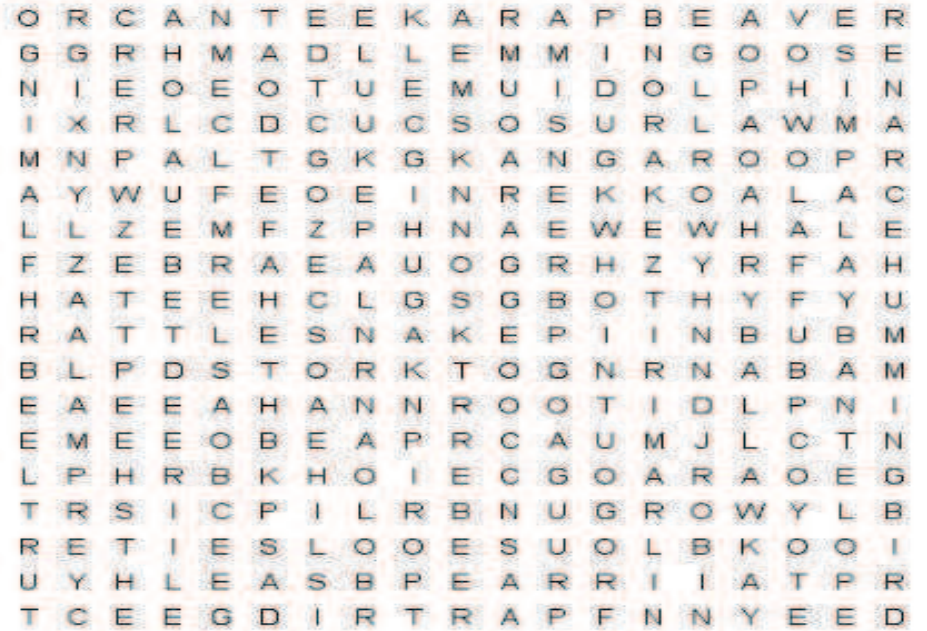 O R C A N T E E K A R A P B E A V E R
G G R H M A D L L E M M I N G O O S E
N I E O E O T U E M U I D O L P H I N
I X R L C D C U C S O S U R L A W M A
M N P A L T G K G K A N G A R O O P R
A Y W U F E O E I N R E K K O A L A C
L L Z E M F Z P H N A E W E W H A L E
F Z E B R A E A U O G R H Z Y R F A H
H A T E E H C L G S G B O T H Y F Y U
R A T T L E S N A K E P I I N B U B M
B L P D S T O R K T O G N R N A B A M
E A E E A H A N N R O O T I D L P N I
E M E E O B E A P R C A U M J L C T N
L P H R B K H O I E C G O A R A O E G
T R S I C P I L R B N U G R O W Y L B
R E T I E S L O O E S U O L B K O O I
U Y H L E A S B P E A R R I I A T P R
T C E E G D I R T R A P F N N Y E E D